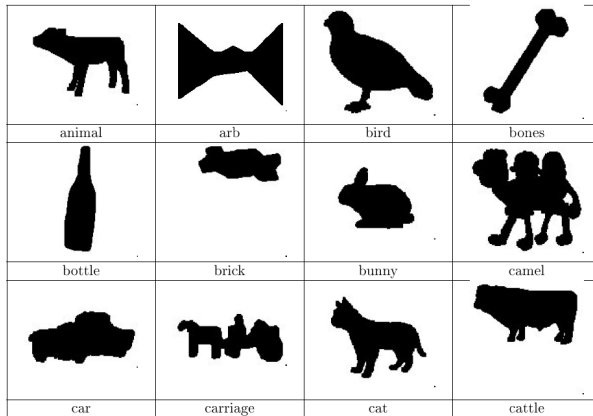 animal arb bird bones
bottle brick bunny camel
car carriage cat cattle